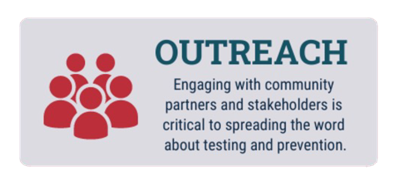 OUTREACH
Engaging with community
partners and stakeholders is
critical to spreading the word
about testing and prevention.